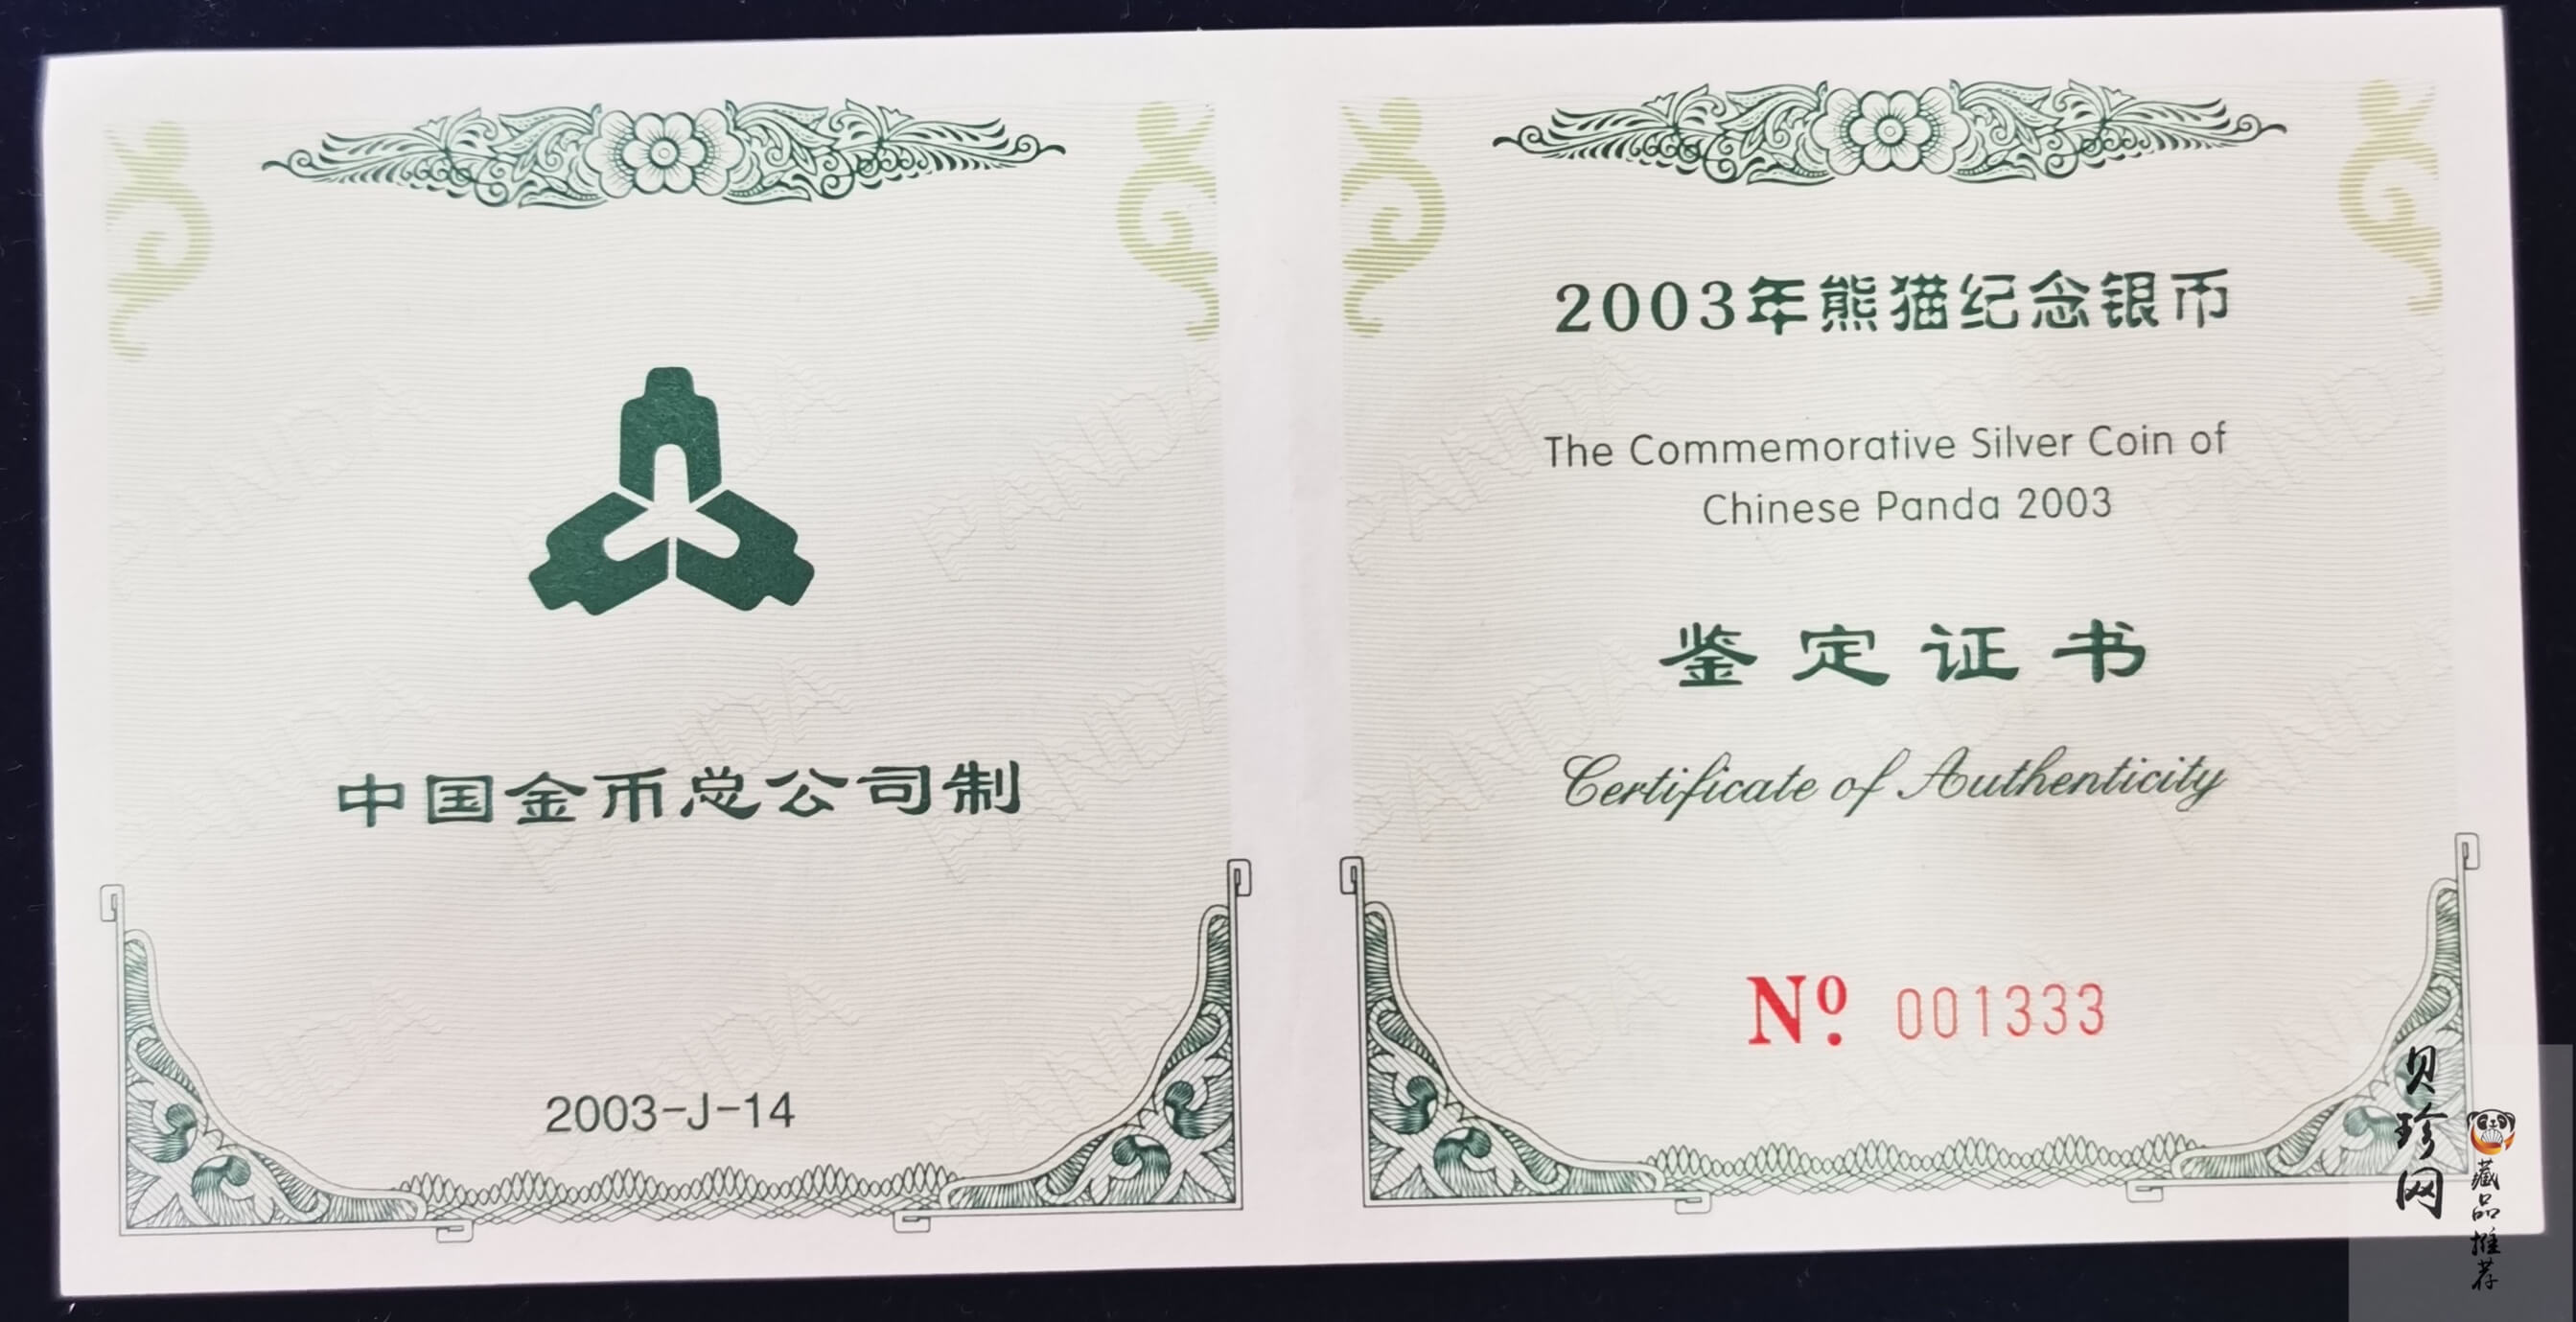 中国金币总公司制
2003-J-14
2003年熊猫纪念银币
The Commemorative Silver Coin of
Chinese Panda 2003
鉴定证书
Certificate of Authenticity
Nº. 001333
贝珍网
藏品推荐
PANDA